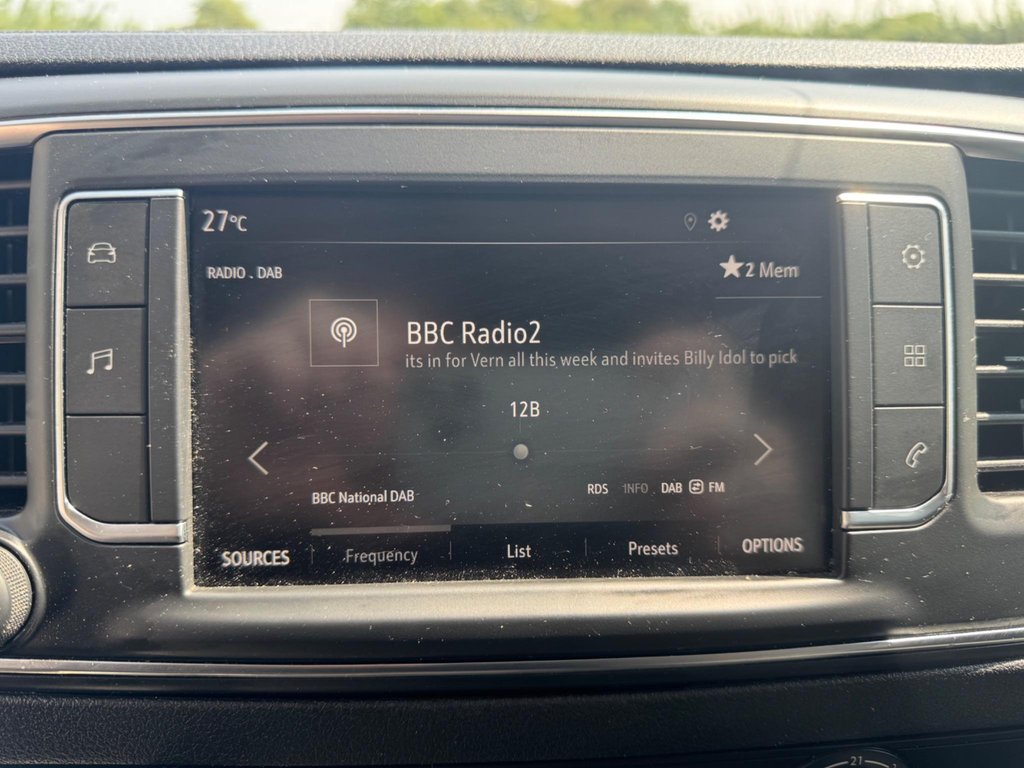 27°C
RADIO . DAB
2 Mem
BBC Radio2
its in for Vern all this week and invites Billy Idol to pick
12B
BBC National DAB
RDS INFO DAB FM
SOURCES Frequency List Presets OPTIONS
21